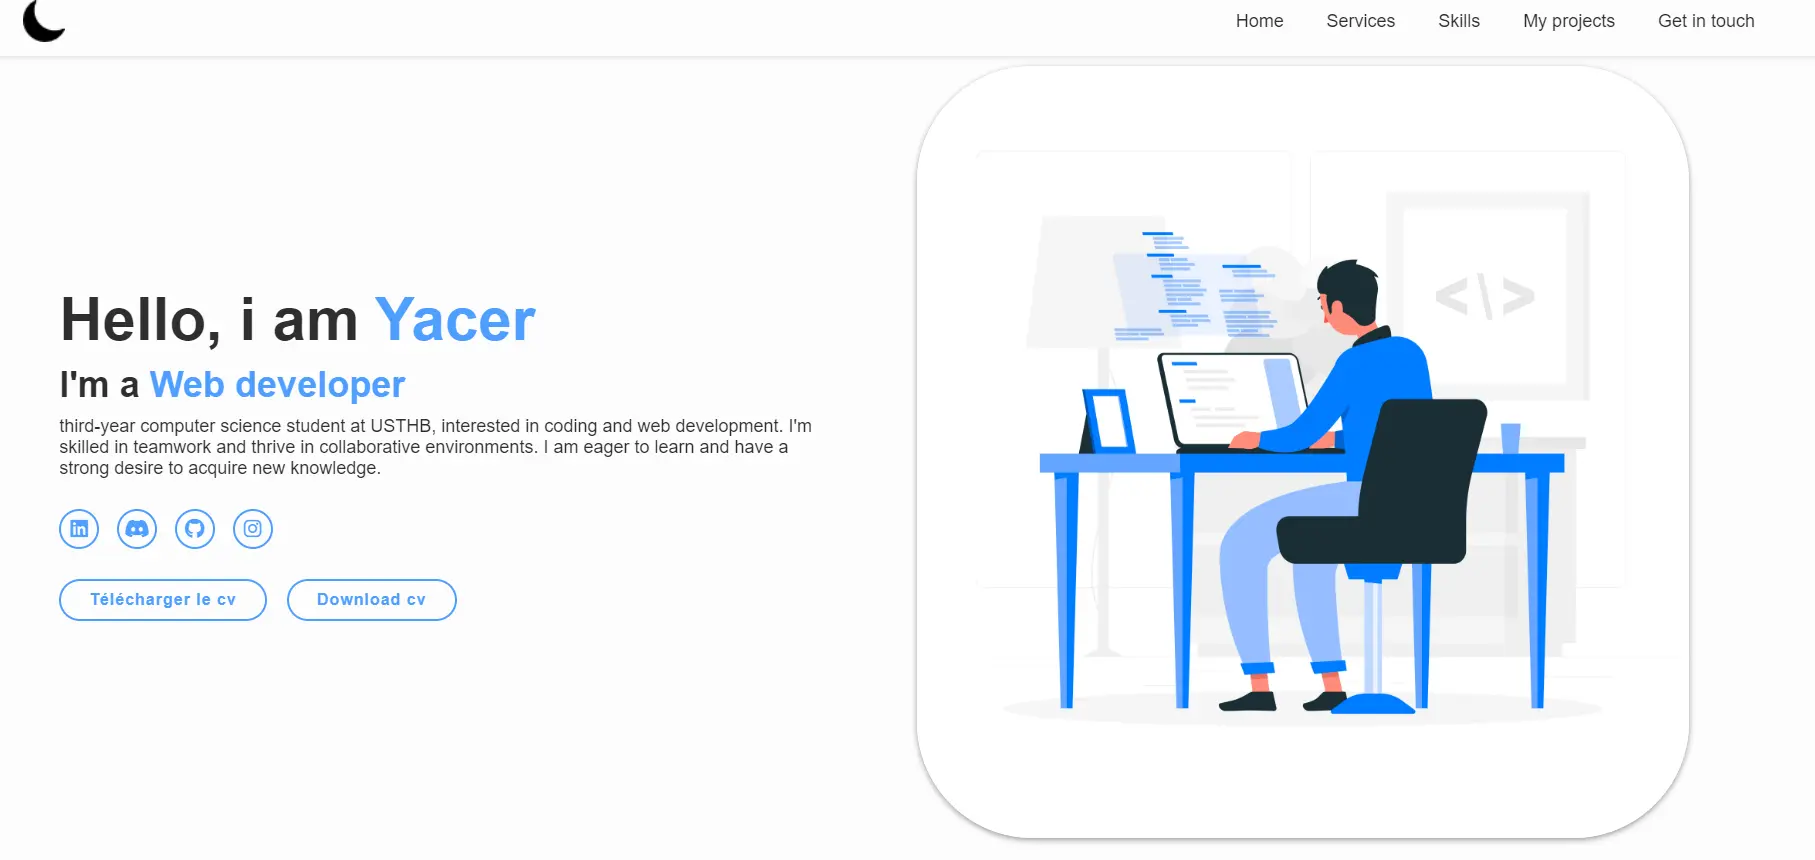 Home Services Skills My projects Get in touch
Hello, i am Yacer
I'm a Web developer
third-year computer science student at USTHB, interested in coding and web development. I'm
skilled in teamwork and thrive in collaborative environments. I am eager to learn and have a
strong desire to acquire new knowledge.
in
Télécharger le cv Download cv
<\>